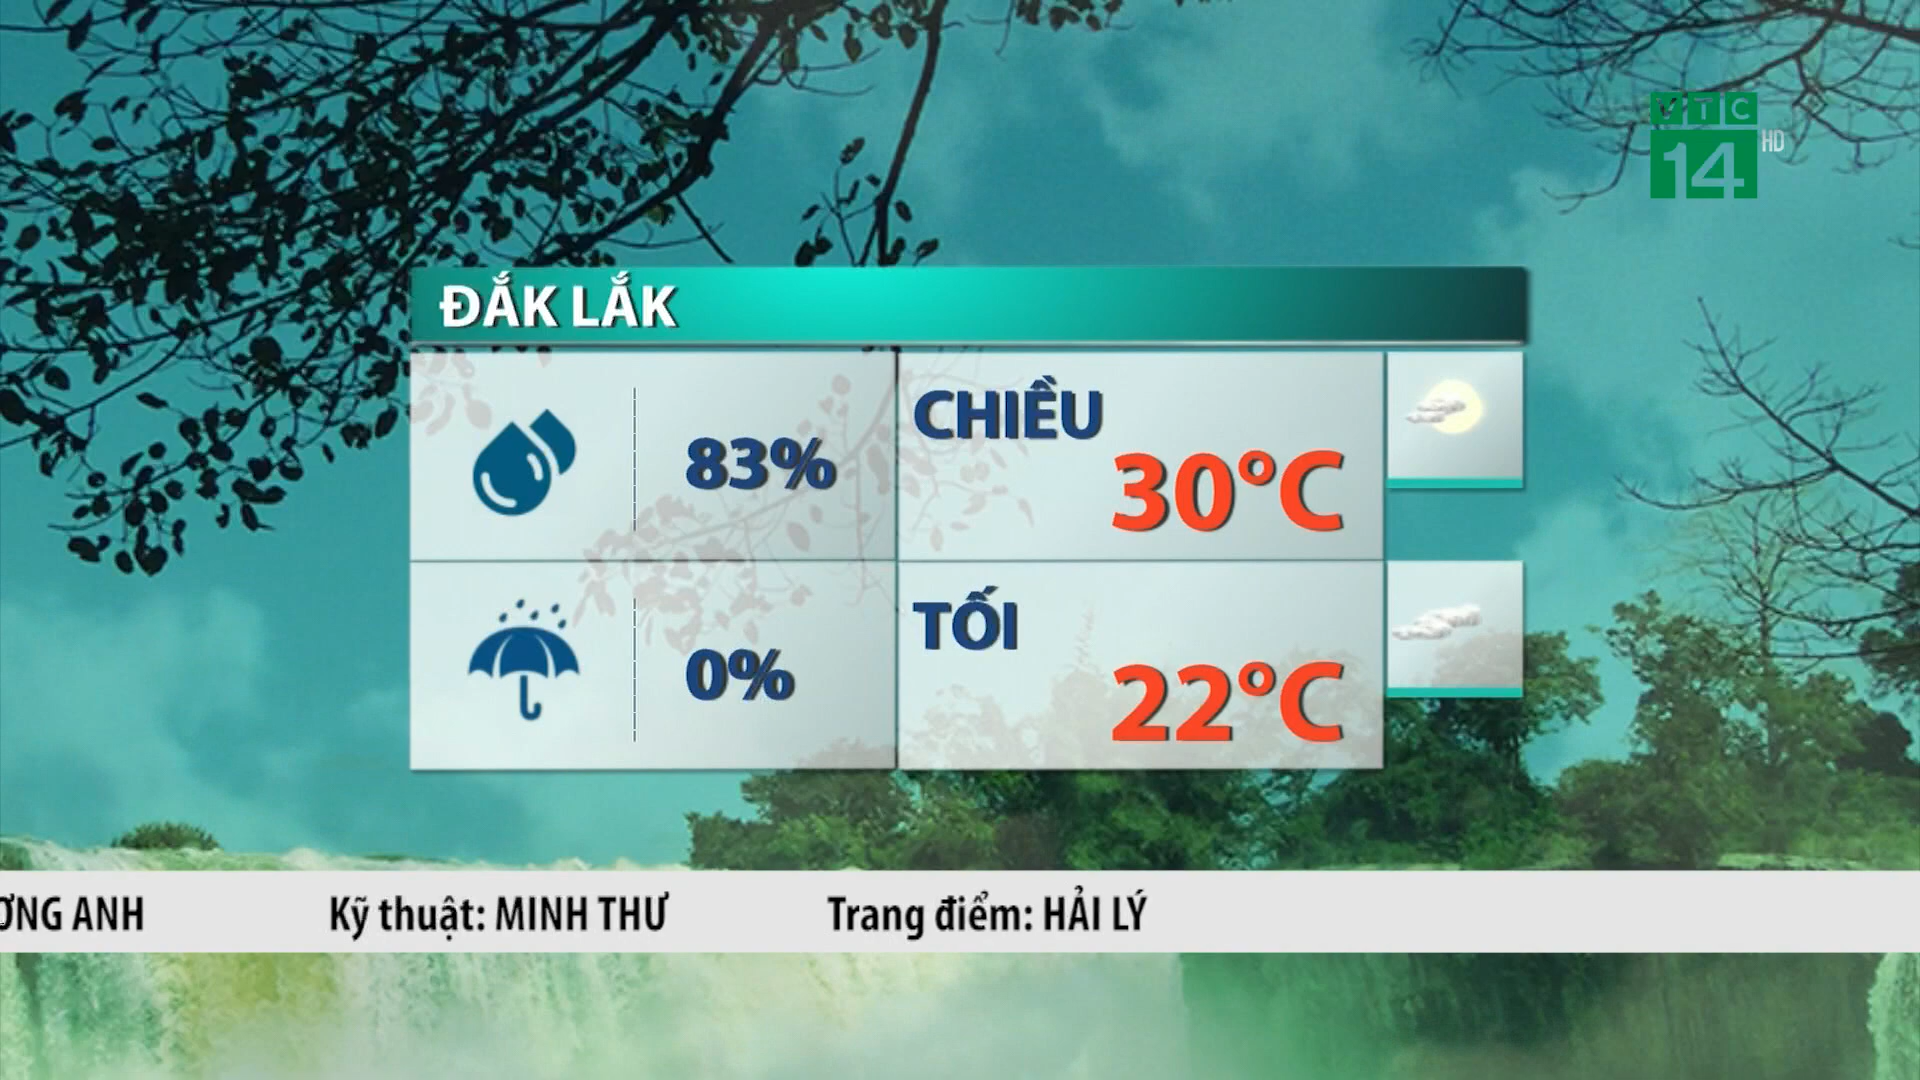 VTC
14 HD
ĐẮK LẮK
83%
CHIỀU
30°C
0%
TỐI
22°C
ƠNG ANH Kỹ thuật: MINH THƯ Trang điểm: HẢI LÝ